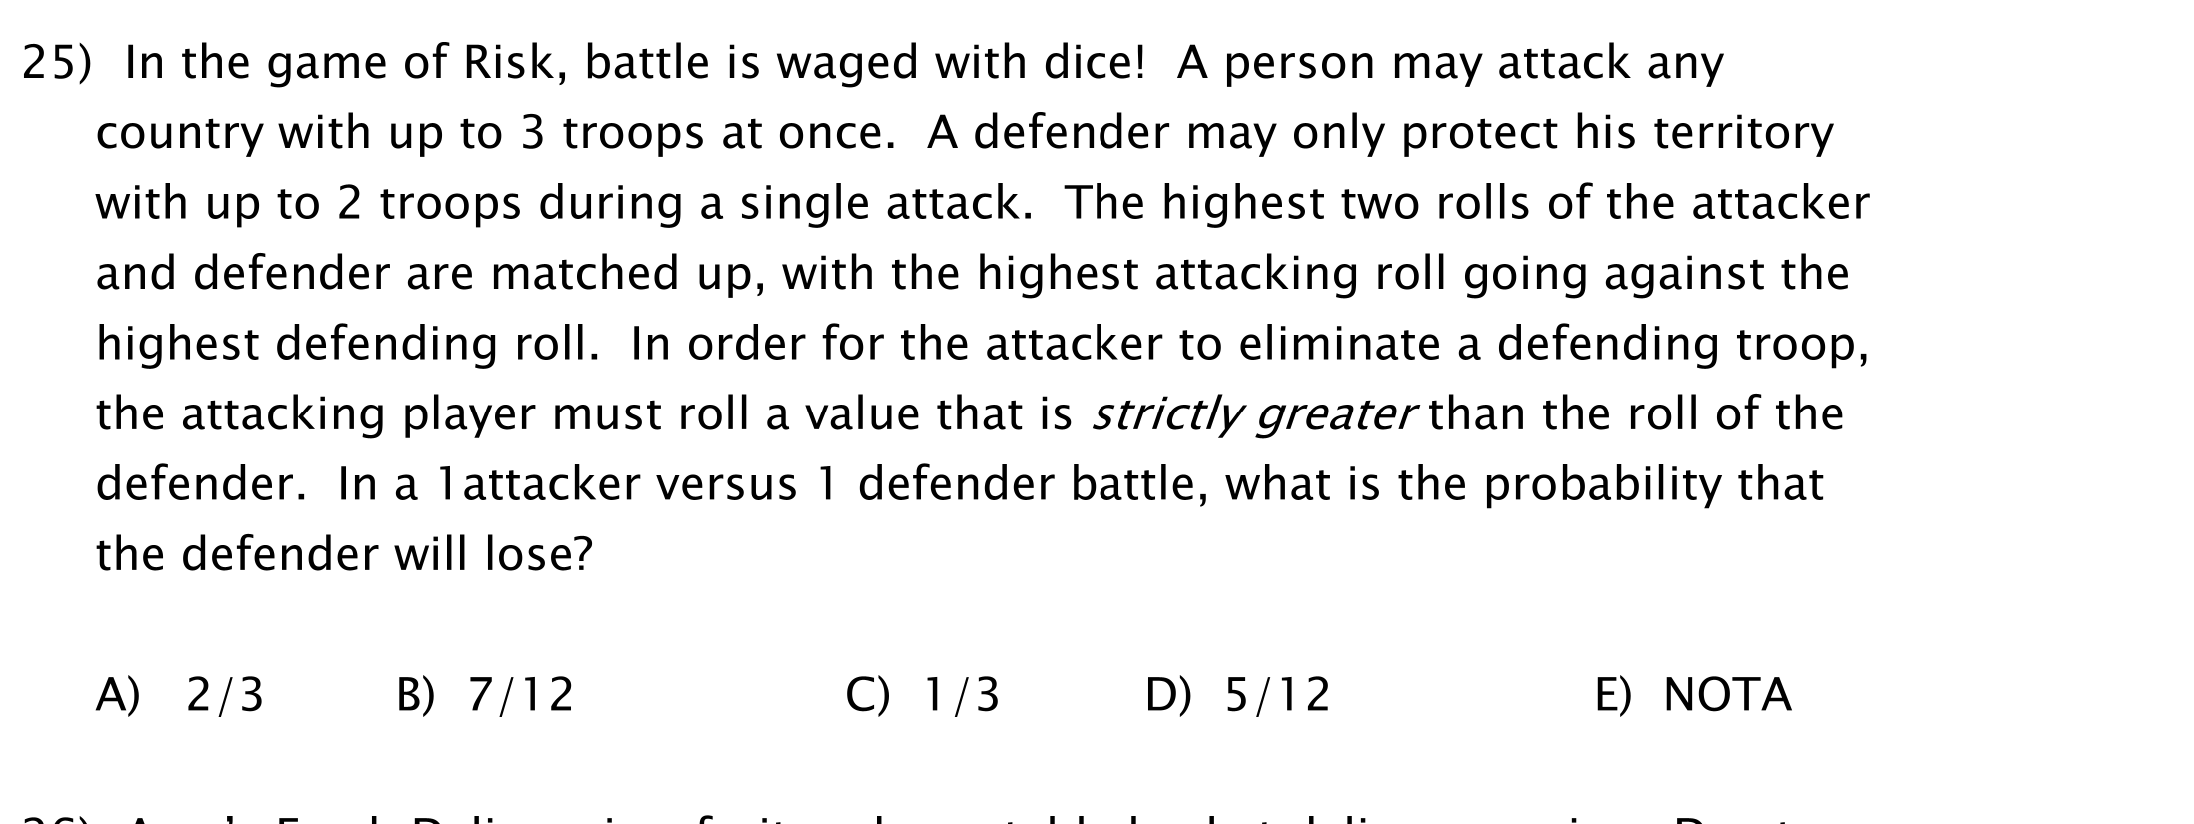 25) In the game of Risk, battle is waged with dice! A person may attack any
country with up to 3 troops at once. A defender may only protect his territory
with up to 2 troops during a single attack. The highest two rolls of the attacker
and defender are matched up, with the highest attacking roll going against the
highest defending roll. In order for the attacker to eliminate a defending troop,
the attacking player must roll a value that is strictly greater than the roll of the
defender. In a 1attacker versus 1 defender battle, what is the probability that
the defender will lose?
A) 2/3 B) 7/12 C) 1/3 D) 5/12 E) NOTA